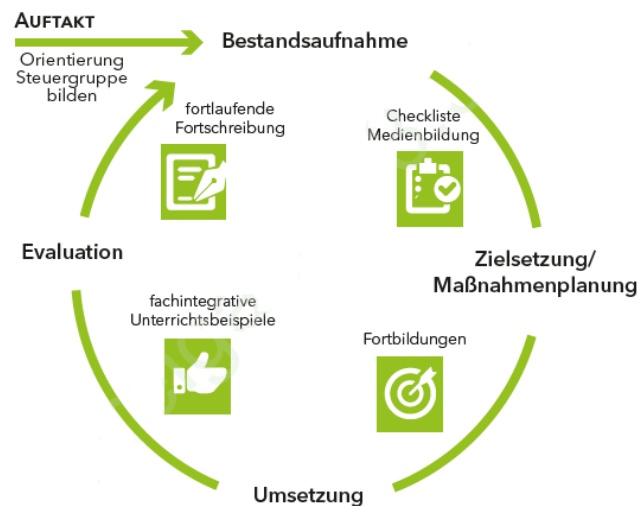 AUFTAKT
Orientierung
Steuergruppe
bilden
Bestandsaufnahme
fortlaufende
Fortschreibung
Checkliste
Medienbildung
Evaluation
Zielsetzung/
Maßnahmenplanung
fachintegrative
Unterrichtsbeispiele
Fortbildungen
Umsetzung